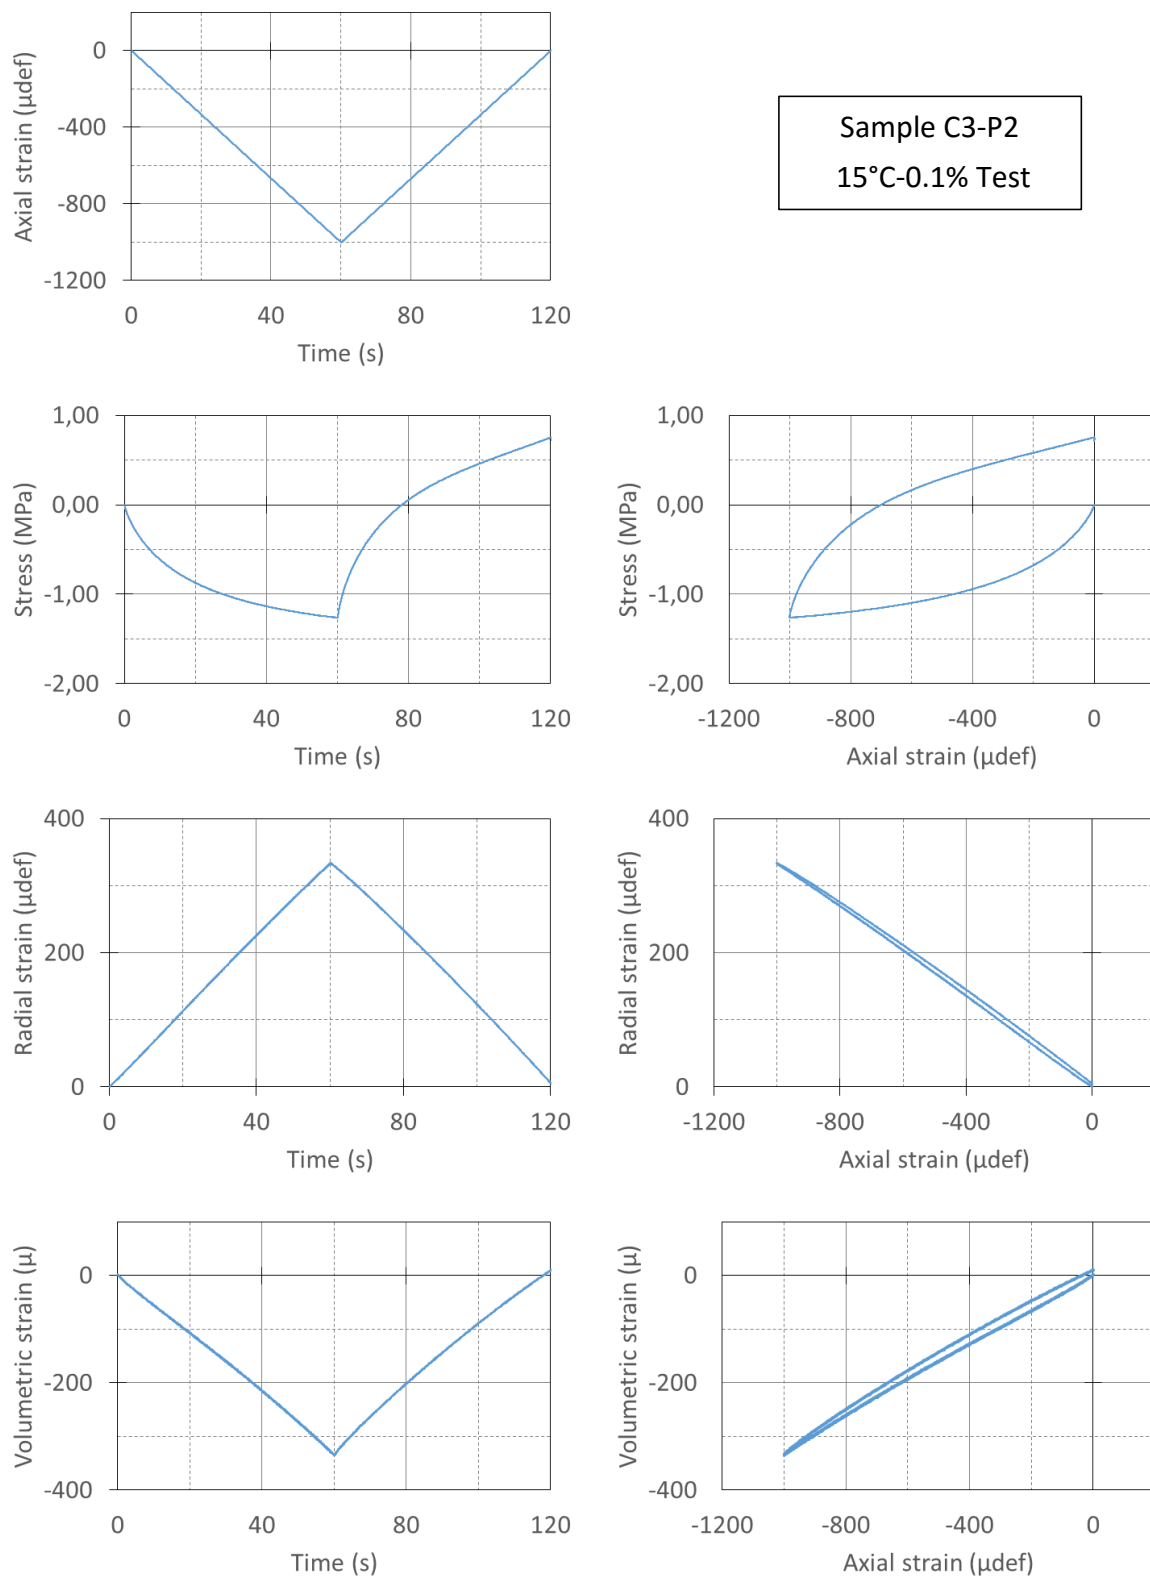 Axial strain (µdef)
0
-400
-800
-1200
0 40 80 120
Time (s)
Sample C3-P2
15°C-0.1% Test
Stress (MPa)
1,00
0,00
-1,00
-2,00
0 40 80 120
Time (s)
Stress (MPa)
1,00
0,00
-1,00
-2,00
-1200 -800 -400 0
Axial strain (µdef)
Radial strain (µdef)
400
200
0
0 40 80 120
Time (s)
Radial strain (µdef)
400
200
0
-1200 -800 -400 0
Axial strain (µdef)
Volumetric strain (µ)
0
-200
-400
0 40 80 120
Time (s)
Volumetric strain (µ)
0
-200
-400
-1200 -800 -400 0
Axial strain (µdef)